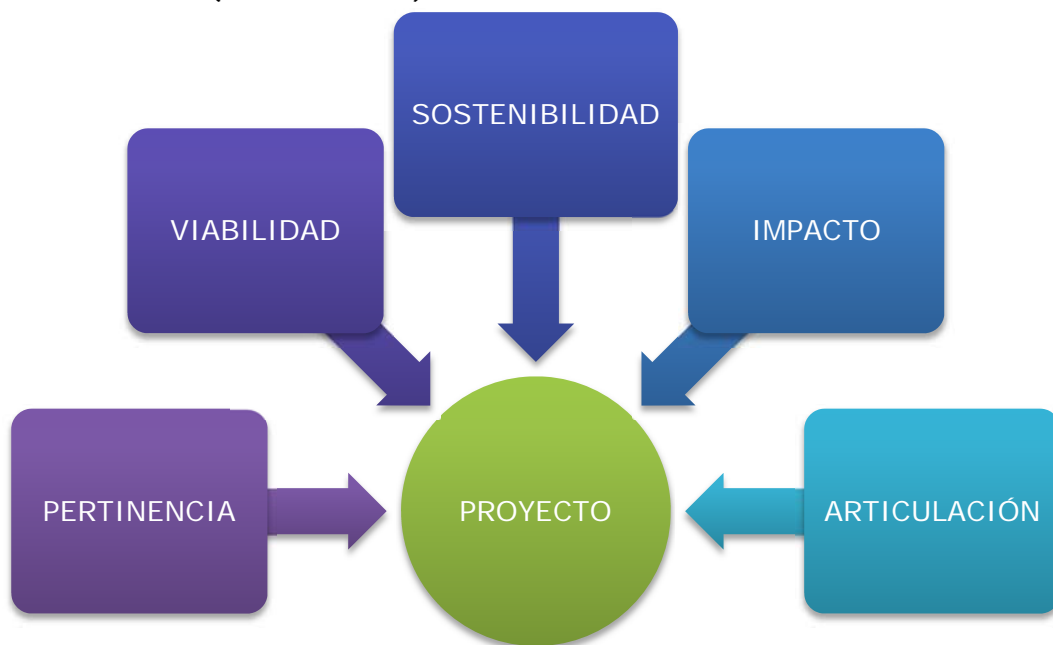 SOSTENIBILIDAD
VIABILIDAD
IMPACTO
PERTINENCIA
PROYECTO
ARTICULACIÓN